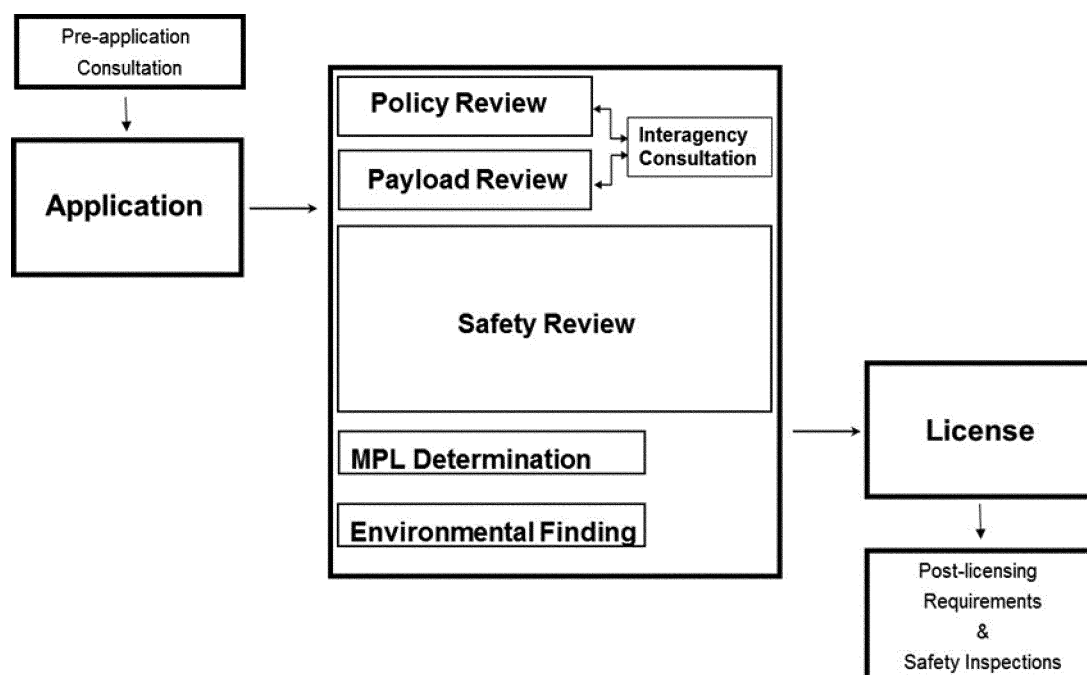 Pre-application
Consultation
Application
Policy Review
Interagency
Consultation
Payload Review
Safety Review
MPL Determination
Environmental Finding
License
Post-licensing
Requirements
&
Safety Inspections